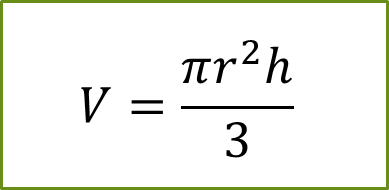 V = πr²h / 3